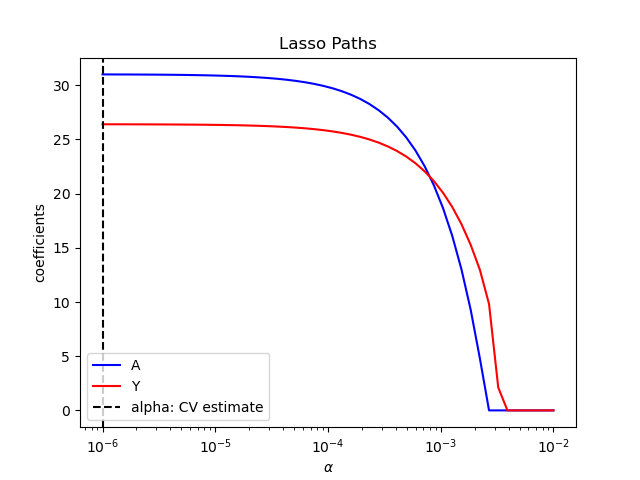 Lasso Paths
coefficients
30
25
20
15
10
5
0
A
Y
alpha: CV estimate
10⁻⁶
10⁻⁵
10⁻⁴
10⁻³
10⁻²
α